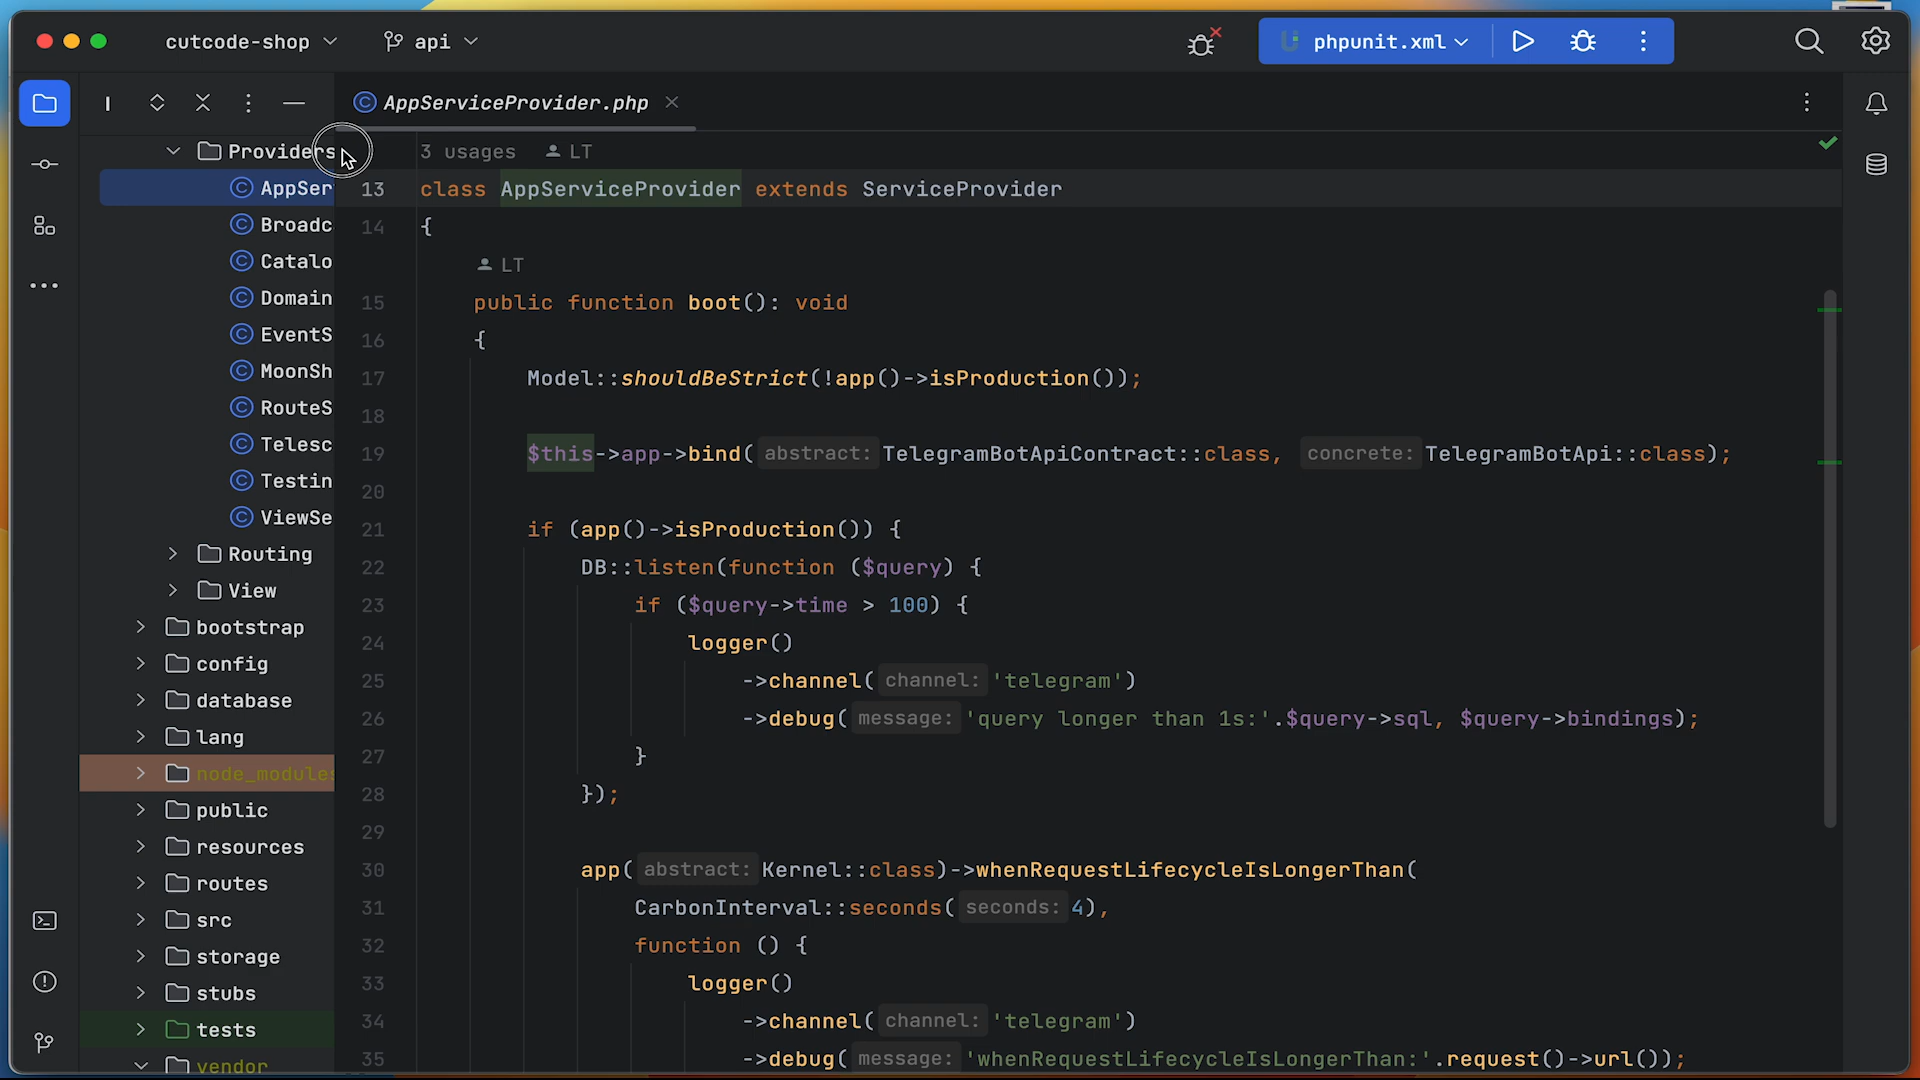 cutcode-shop api phpunit.xml
AppServiceProvider.php
Providers
AppSer
Broadc
Catalo
Domain
EventS
MoonSh
RouteS
Telesc
Testin
ViewSe
Routing
View
bootstrap
config
database
lang
node_modules
public
resources
routes
src
storage
stubs
tests
vendor
3 usages LT
13 class AppServiceProvider extends ServiceProvider
14 {
LT
15 public function boot(): void
16 {
17 Model::shouldBeStrict(!app()->isProduction());
18
19 $this->app->bind( abstract: TelegramBotApiContract::class, concrete: TelegramBotApi::class);
20
21 if (app()->isProduction()) {
22 DB::listen(function ($query) {
23 if ($query->time > 100) {
24 logger()
25 ->channel( channel: 'telegram')
26 ->debug( message: 'query longer than 1s:'.$query->sql, $query->bindings);
27 }
28 });
29
30 app( abstract: Kernel::class)->whenRequestLifecycleIsLongerThan(
31 CarbonInterval::seconds( seconds: 4),
32 function () {
33 logger()
34 ->channel( channel: 'telegram')
35 ->debug( message: 'whenRequestLifecycleIsLongerThan:'.request()->url());